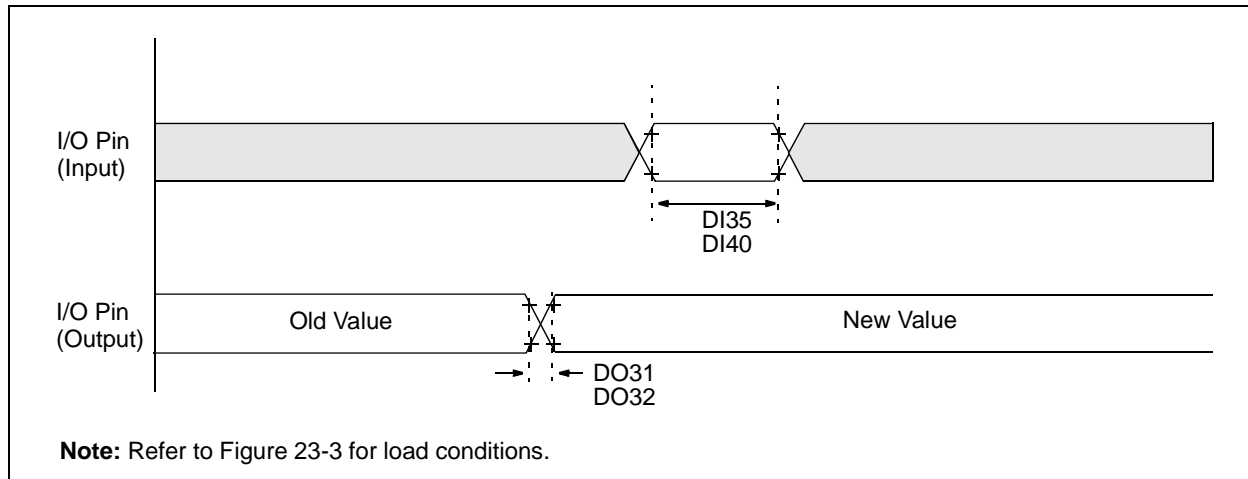 I/O Pin
(Input)
DI35
DI40
I/O Pin
(Output)
Old Value
New Value
DO31
DO32
Note: Refer to Figure 23-3 for load conditions.